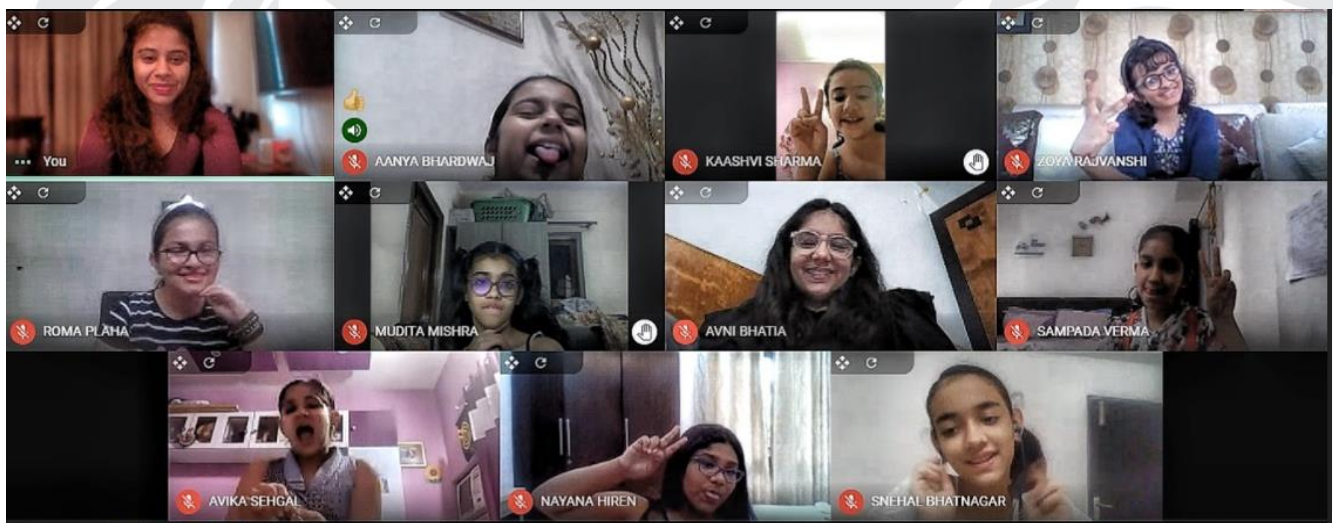 You
AANYA BHARDWAJ
KAASHVI SHARMA
ZOYA RAJVANSHI
ROMA PLAHA
MUDITA MISHRA
AVNI BHATIA
SAMPADA VERMA
AVIKA SEHGAL
NAYANA HIREN
SNEHAL BHATNAGAR